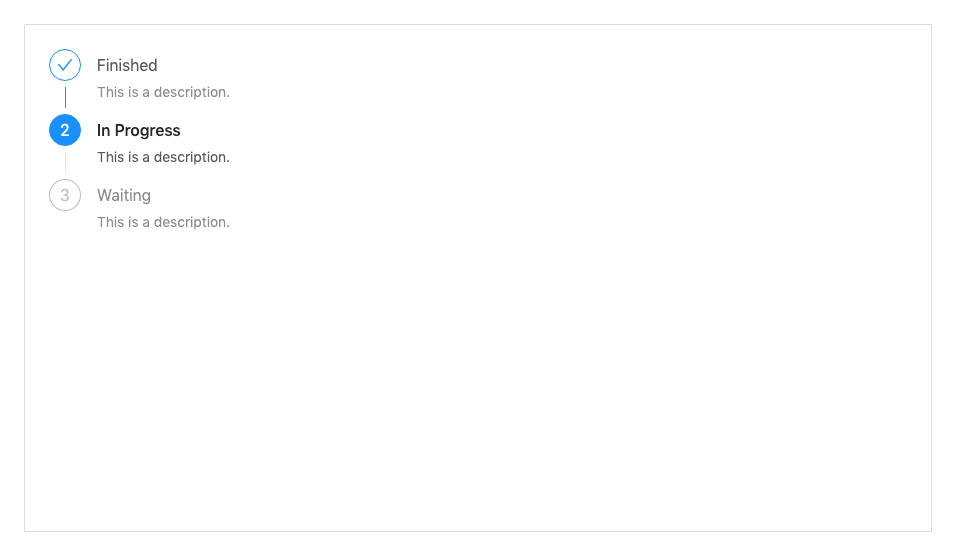 Finished
This is a description.
2
In Progress
This is a description.
3
Waiting
This is a description.